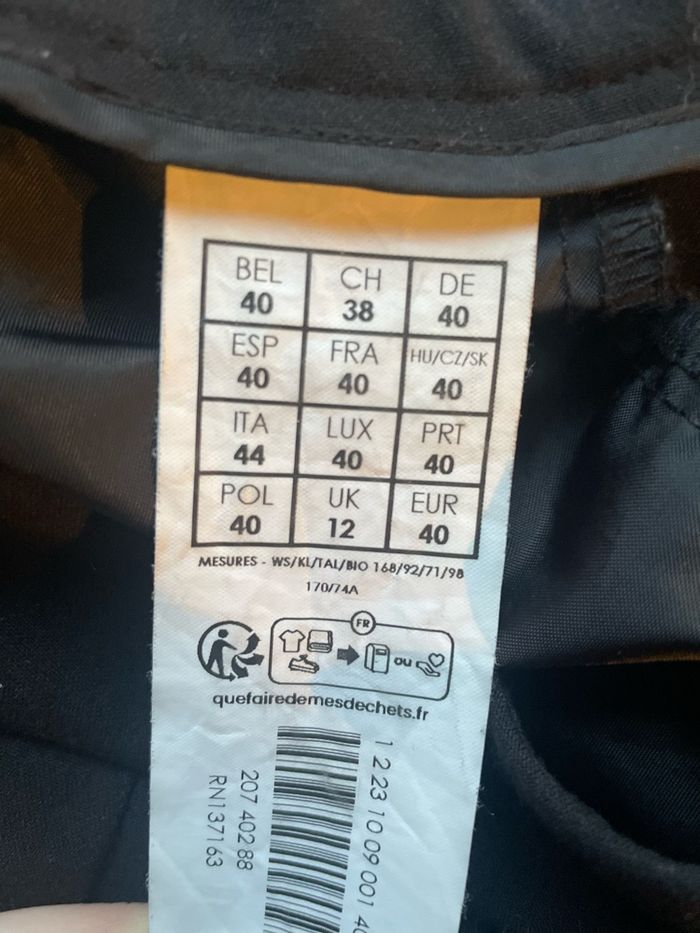 BEL CH DE
40 38 40
ESP FRA HU/CZ/SK
40 40 40
ITA LUX PRT
44 40 40
POL UK EUR
40 12 40
MESURES - WS/KL/TAL/BIO 168/92/71/98
170/74A
FR
OU
quefairedemesdechets.fr
1 2 23 10 09 001 40
207 402 88
RN137163